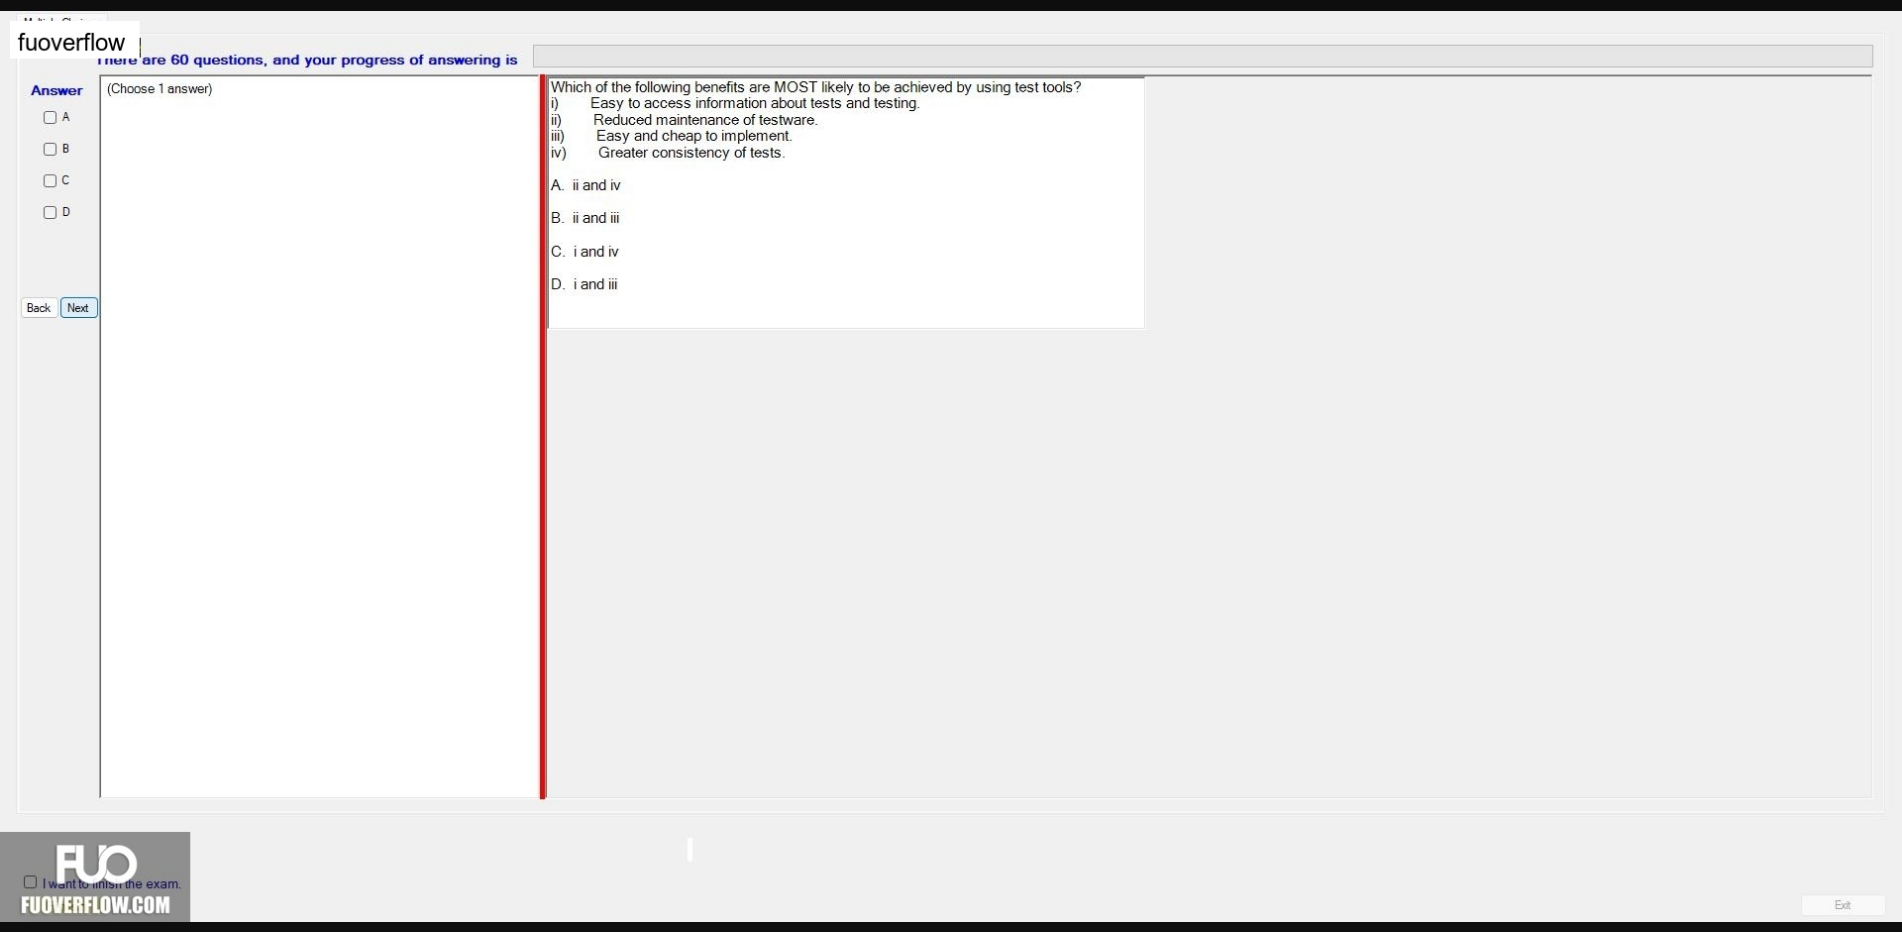 fuoverflow
There are 60 questions, and your progress of answering is
Answer
(Choose 1 answer)
A
B
C
D
Back
Next
Which of the following benefits are MOST likely to be achieved by using test tools?
i) Easy to access information about tests and testing.
ii) Reduced maintenance of testware.
iii) Easy and cheap to implement.
iv) Greater consistency of tests.
A. ii and iv
B. ii and iii
C. i and iv
D. i and iii
FUO
I want to finish the exam.
FUOVERFLOW.COM
Exit